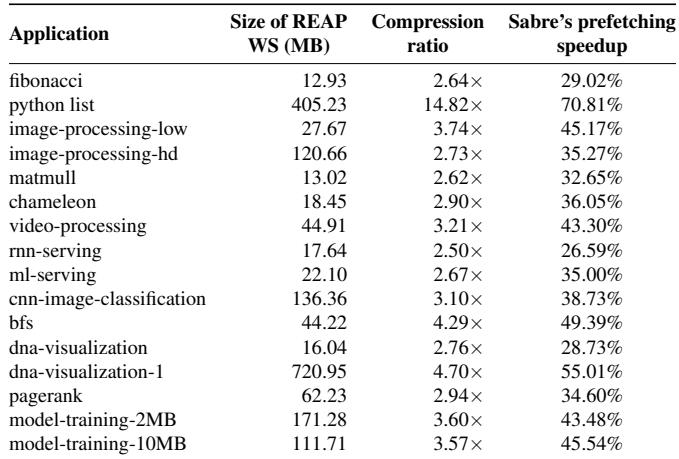 Application Size of REAP WS (MB) Compression ratio Sabre's prefetching speedup
fibonacci 12.93 2.64× 29.02%
python list 405.23 14.82× 70.81%
image-processing-low 27.67 3.74× 45.17%
image-processing-hd 120.66 2.73× 35.27%
matmull 13.02 2.62× 32.65%
chameleon 18.45 2.90× 36.05%
video-processing 44.91 3.21× 43.30%
rnn-serving 17.64 2.50× 26.59%
ml-serving 22.10 2.67× 35.00%
cnn-image-classification 136.36 3.10× 38.73%
bfs 44.22 4.29× 49.39%
dna-visualization 16.04 2.76× 28.73%
dna-visualization-1 720.95 4.70× 55.01%
pagerank 62.23 2.94× 34.60%
model-training-2MB 171.28 3.60× 43.48%
model-training-10MB 111.71 3.57× 45.54%